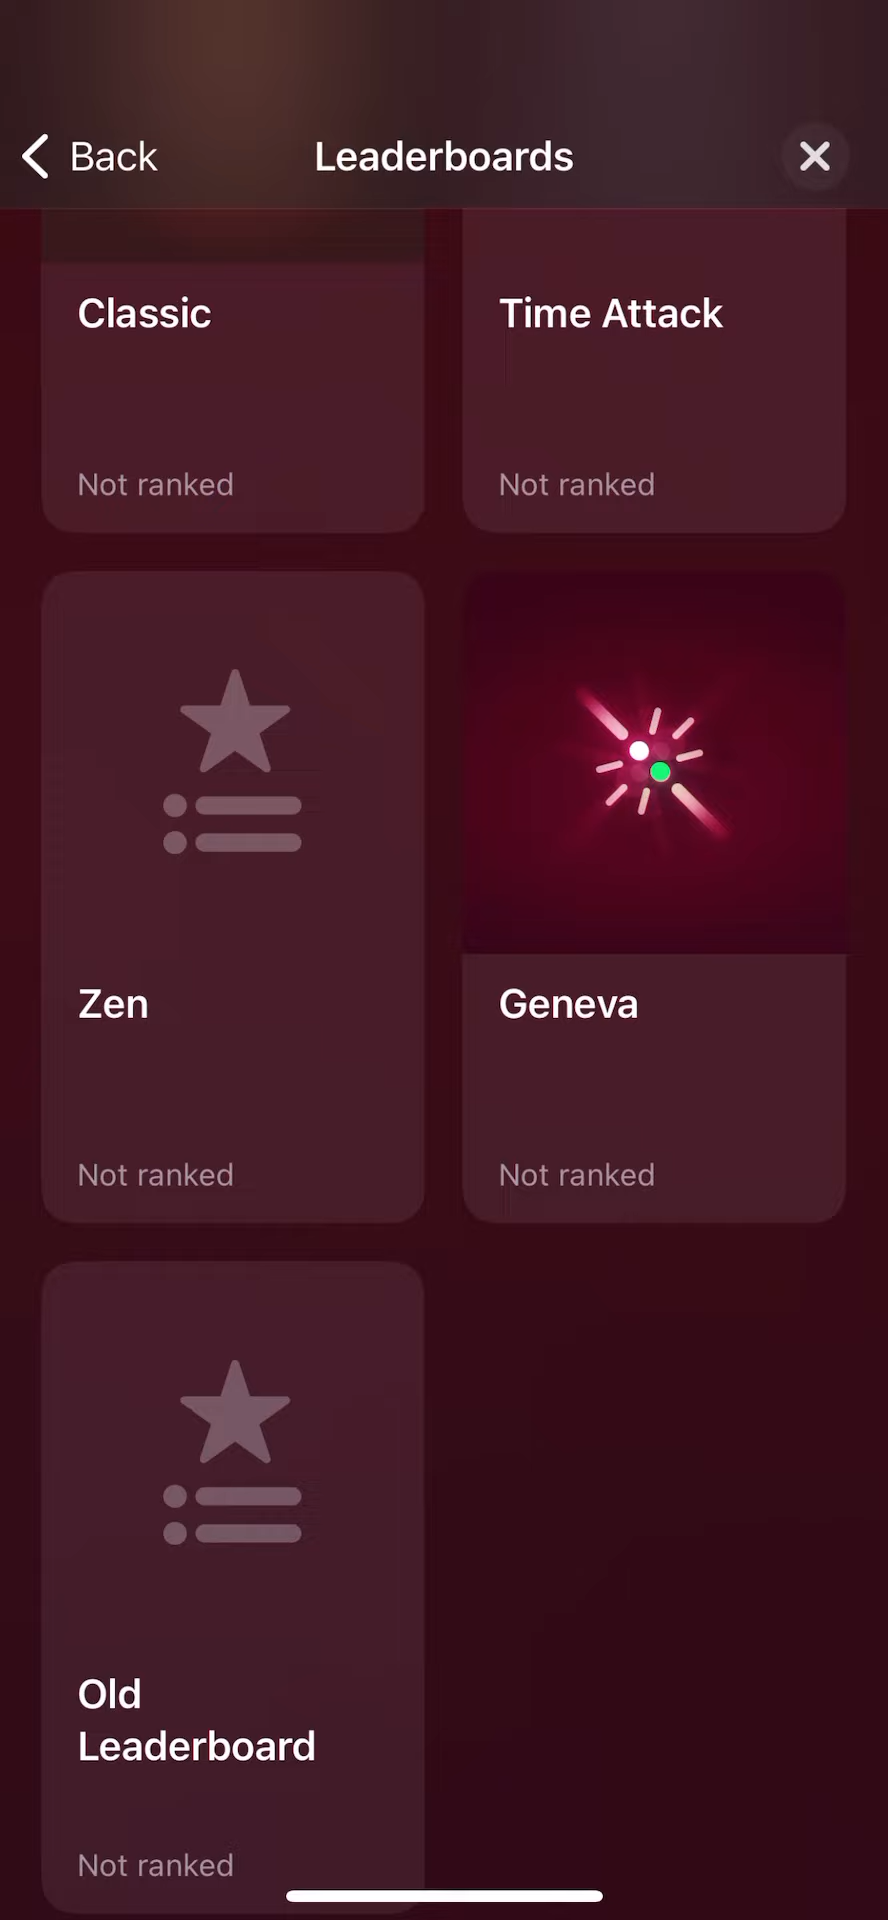 Back
Leaderboards
Classic
Time Attack
Not ranked
Not ranked
Zen
Geneva
Not ranked
Not ranked
Old
Leaderboard
Not ranked